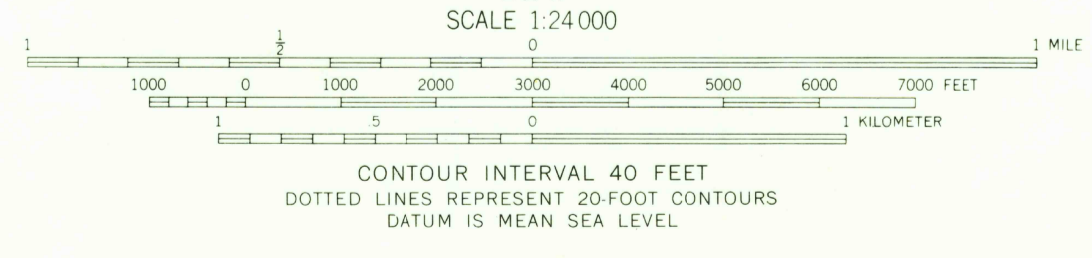 SCALE 1:24 000
1 ½ 0 1 MILE
1000 0 1000 2000 3000 4000 5000 6000 7000 FEET
1 .5 0 1 KILOMETER
CONTOUR INTERVAL 40 FEET
DOTTED LINES REPRESENT 20-FOOT CONTOURS
DATUM IS MEAN SEA LEVEL